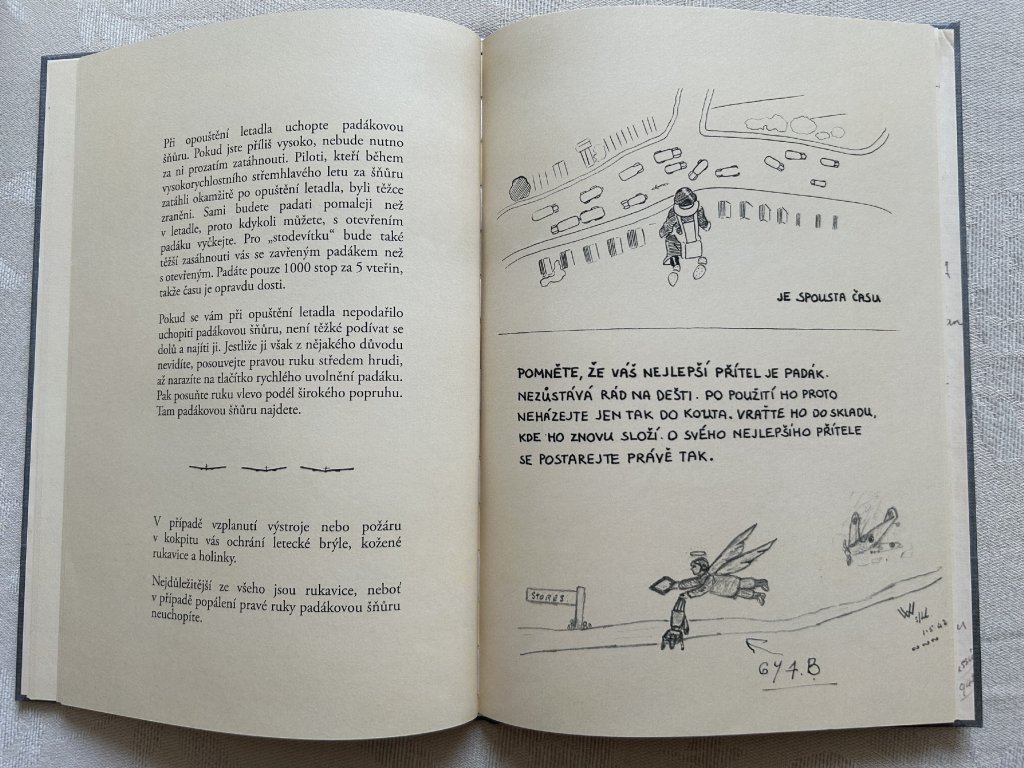 Při opouštění letadla uchopte padákovou
šňůru. Pokud jste příliš vysoko, nebude nutno
za ni prozatím zatáhnouti. Piloti, kteří během
vysokorychlostního střemhlavého letu za šňůru
zatáhli okamžitě po opuštění letadla, byli těžce
zraněni. Sami budete padati pomaleji než
v letadle, proto kdykoli můžete, s otevřením
padáku vyčkejte. Pro „stodevítku“ bude také
těžší zasáhnouti vás se zavřeným padákem než
s otevřeným. Padáte pouze 1000 stop za 5 vteřin,
takže času je opravdu dosti.
Pokud se vám při opouštění letadla nepodařilo
uchopiti padákovou šňůru, není těžké podívat se
dolů a najíti ji. Jestliže ji však z nějakého důvodu
nevidíte, posouvejte pravou ruku středem hrudi,
až narazíte na tlačítko rychlého uvolnění padáku.
Pak posuňte ruku vlevo podél širokého popruhu.
Tam padákovou šňůru najdete.
V případě vzplanutí výstroje nebo požáru
v kokpitu vás ochrání letecké brýle, kožené
rukavice a holinky.
Nejdůležitější ze všeho jsou rukavice, neboť
v případě popálení pravé ruky padákovou šňůru
neuchopíte.
JE SPOUSTA ČASU
POMNĚTE, ŽE VÁŠ NEJLEPŠÍ PŘÍTEL JE PADÁK.
NEZŮSTÁVÁ RÁD NA DEŠTI. PO POUŽITÍ HO PROTO
NEHÁZEJTE JEN TAK DO KOUTA. VRAŤTE HO DO SKLADU,
KDE HO ZNOVU SLOŽÍ. O SVÉHO NEJLEPŠÍHO PŘÍTELE
SE POSTAREJTE PRÁVĚ TAK.
STORES
1.5.42